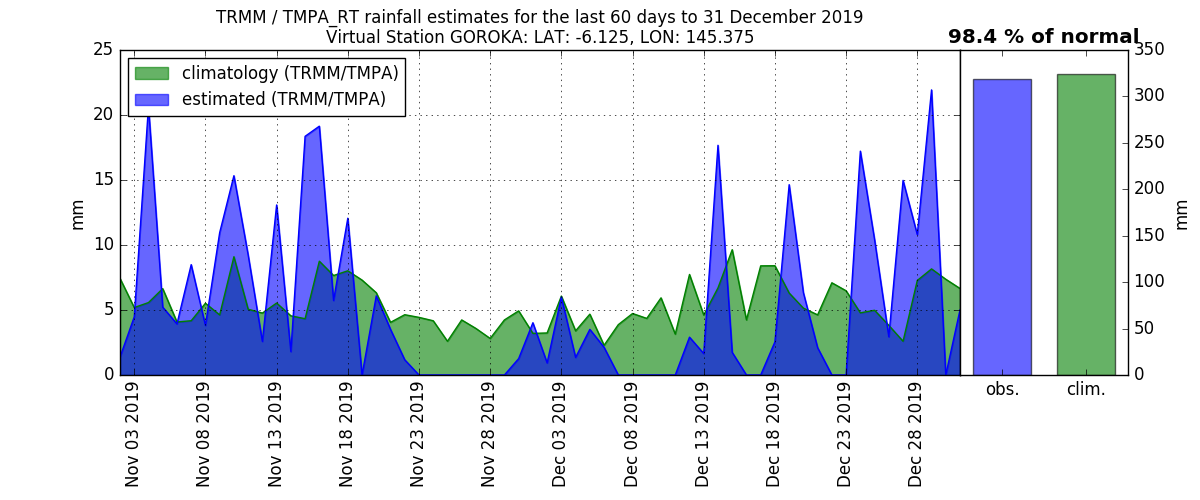 TRMM / TMPA_RT rainfall estimates for the last 60 days to 31 December 2019
Virtual Station GOROKA: LAT: -6.125, LON: 145.375
98.4 % of normal
climatology (TRMM/TMPA)
estimated (TRMM/TMPA)
mm
25
20
15
10
5
0
Nov 03 2019
Nov 08 2019
Nov 13 2019
Nov 18 2019
Nov 23 2019
Nov 28 2019
Dec 03 2019
Dec 08 2019
Dec 13 2019
Dec 18 2019
Dec 23 2019
Dec 28 2019
obs.
clim.
350
300
250
200
150
100
50
0
mm